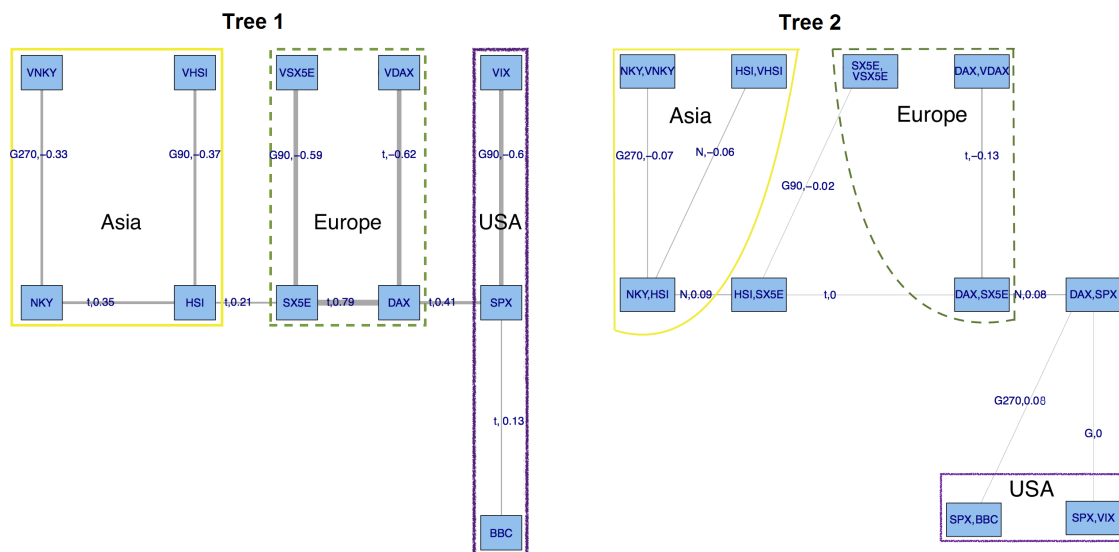 Tree 1
VNKY
VHSI
VSX5E
VDAX
VIX
G270,−0.33
G90,−0.37
G90,−0.59
t,−0.62
G90,−0.6
Asia
Europe
USA
NKY
t,0.35
HSI
t,0.21
SX5E
t,0.79
DAX
t,0.41
SPX
t, 0.13
BBC
Tree 2
NKY,VNKY
HSI,VHSI
SX5E,
VSX5E
DAX,VDAX
Asia
Europe
G270,−0.07
N,−0.06
G90,−0.02
t,−0.13
NKY,HSI
N,0.09
HSI,SX5E
t,0
DAX,SX5E
N,0.08
DAX,SPX
G270,0.08
G,0
USA
SPX,BBC
SPX,VIX